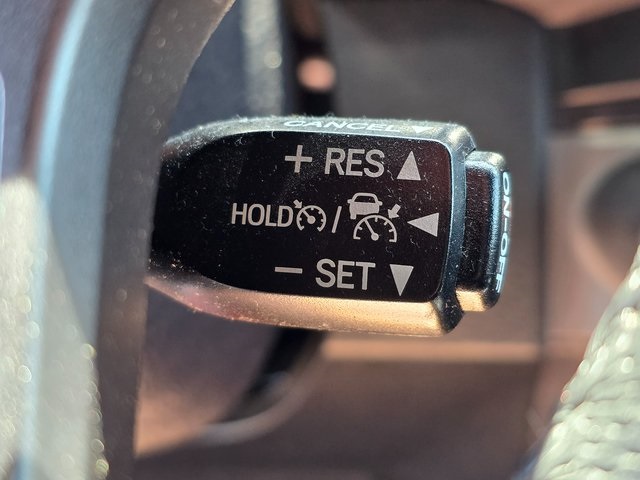 CANCEL
+ RES
HOLD /
− SET
ON-OFF